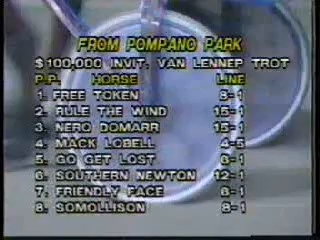 FROM POMPANO PARK
$100,000 INVIT. VAN LENNEP TROT
P.P. HORSE LINE
1. FREE TOKEN 8-1
2. RULE THE WIND 15-1
3. NERO DOMARR 15-1
4. MACK LOBELL 4-5
5. GO GET LOST 8-1
6. SOUTHERN NEWTON 12-1
7. FRIENDLY FACE 8-1
8. SOMOLLISON 8-1